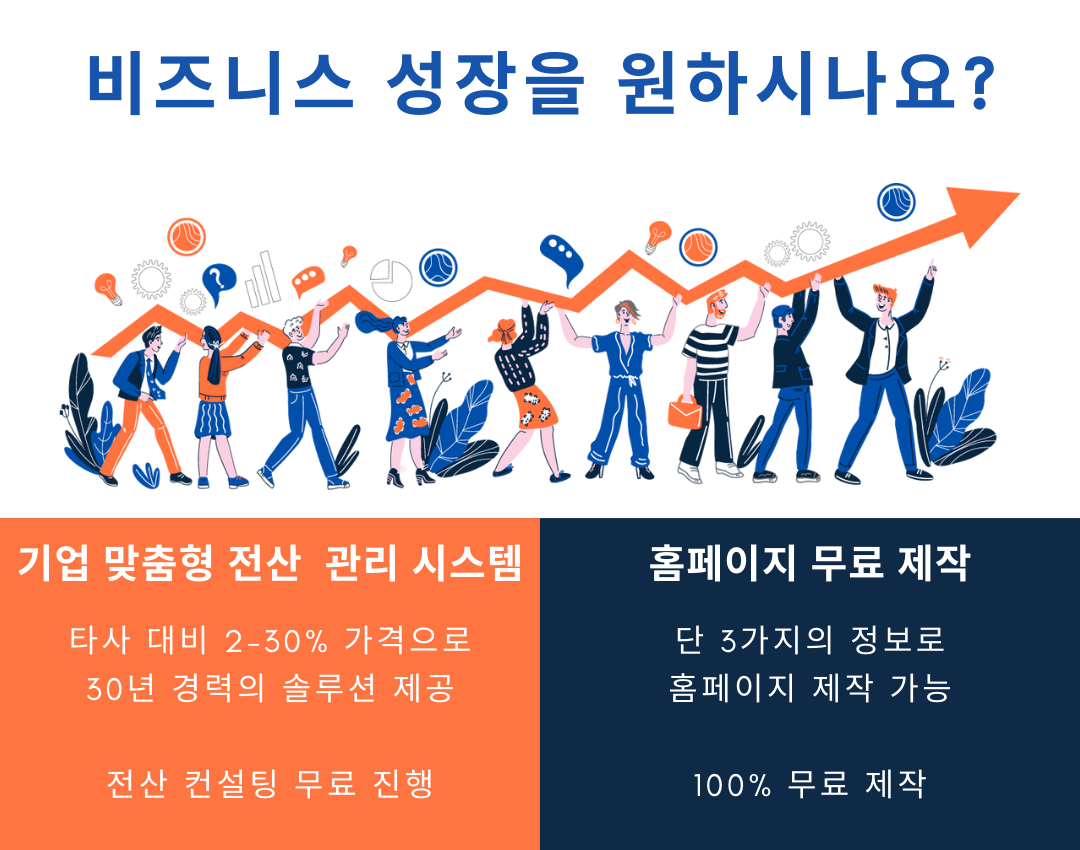 비즈니스 성장을 원하시나요?
?
기업 맞춤형 전산 관리 시스템
타사 대비 2-30% 가격으로
30년 경력의 솔루션 제공
전산 컨설팅 무료 진행
홈페이지 무료 제작
단 3가지의 정보로
홈페이지 제작 가능
100% 무료 제작